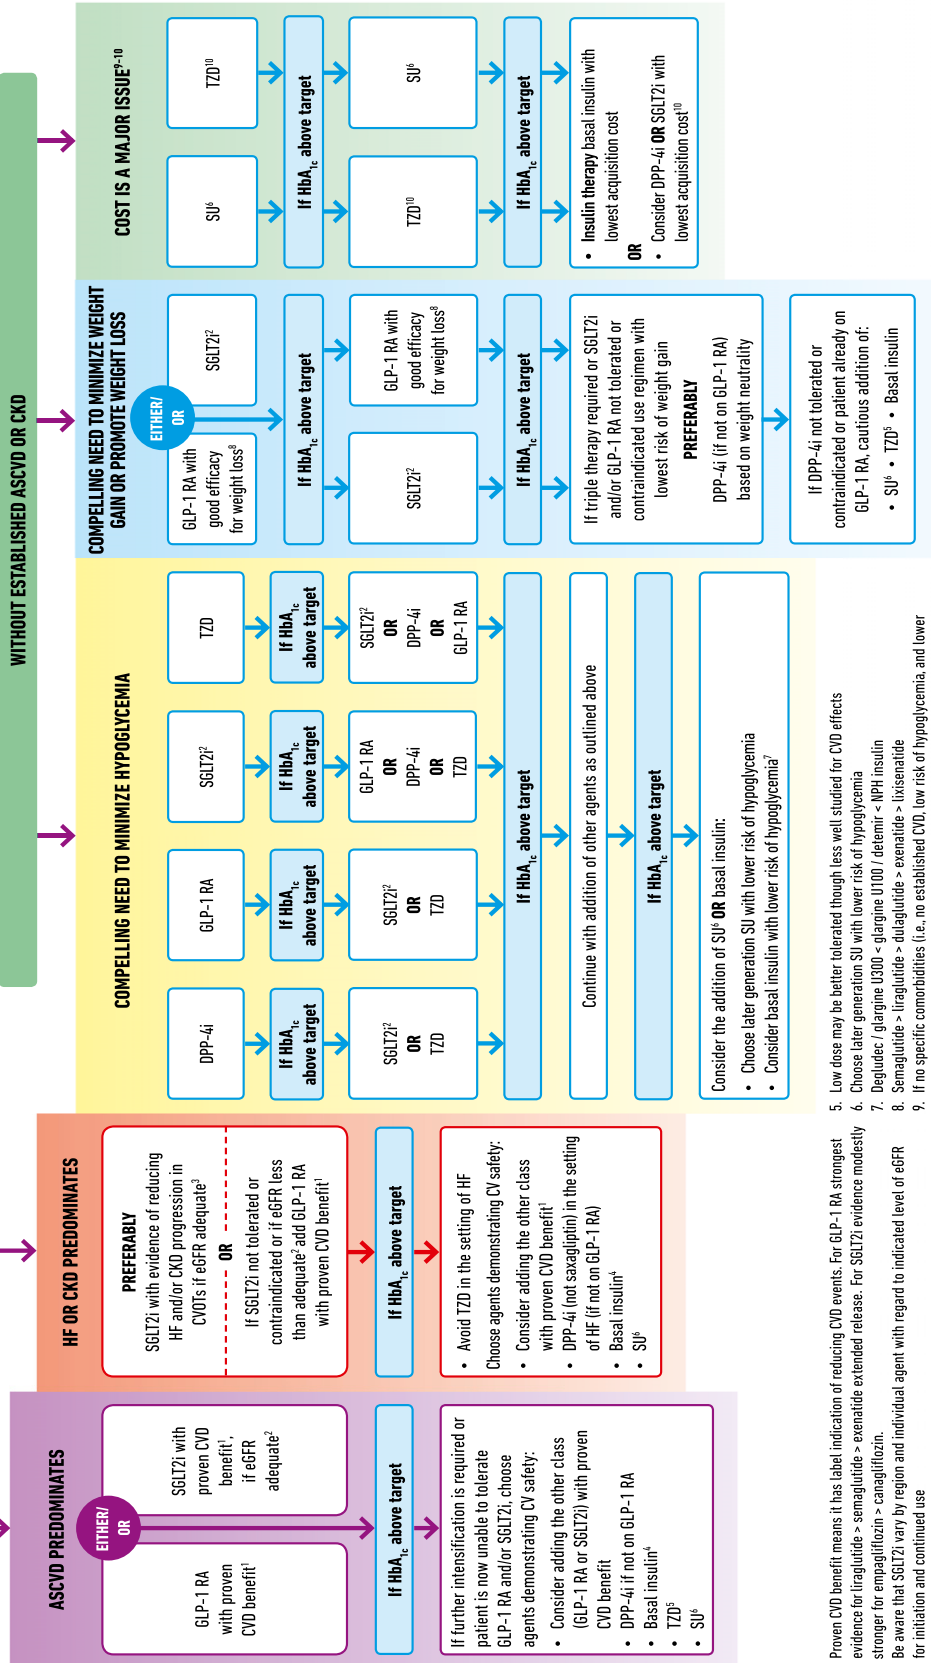 WITHOUT ESTABLISHED ASCVD OR CKD
ASCVD PREDOMINATES
EITHER/
OR
GLP-1 RA
with proven
CVD benefit¹
SGLT2i with
proven CVD
benefit¹,
if eGFR
adequate²
If HbA1c above target
If further intensification is required or
patient is now unable to tolerate
GLP-1 RA and/or SGLT2i, choose
agents demonstrating CV safety:
• Consider adding the other class
(GLP-1 RA or SGLT2i) with proven
CVD benefit
• DPP-4i if not on GLP-1 RA
• Basal insulin⁴
• TZD⁵
• SU⁶
HF OR CKD PREDOMINATES
PREFERABLY
SGLT2i with evidence of reducing
HF and/or CKD progression in
CVOTs if eGFR adequate³
OR
If SGLT2i not tolerated or
contraindicated or if eGFR less
than adequate² add GLP-1 RA
with proven CVD benefit¹
If HbA1c above target
• Avoid TZD in the setting of HF
Choose agents demonstrating CV safety:
• Consider adding the other class
with proven CVD benefit¹
• DPP-4i (not saxagliptin) in the setting
of HF (if not on GLP-1 RA)
• Basal insulin⁴
• SU⁶
COMPELLING NEED TO MINIMIZE HYPOGLYCEMIA
DPP-4i
GLP-1 RA
SGLT2i²
TZD
If HbA1c
above target
If HbA1c
above target
If HbA1c
above target
If HbA1c
above target
SGLT2i²
OR
TZD
SGLT2i²
OR
TZD
GLP-1 RA
OR
DPP-4i
OR
TZD
SGLT2i²
OR
DPP-4i
OR
GLP-1 RA
If HbA1c above target
Continue with addition of other agents as outlined above
If HbA1c above target
Consider the addition of SU⁶ OR basal insulin:
• Choose later generation SU with lower risk of hypoglycemia
• Consider basal insulin with lower risk of hypoglycemia⁷
COMPELLING NEED TO MINIMIZE WEIGHT
GAIN OR PROMOTE WEIGHT LOSS
EITHER/
OR
GLP-1 RA with
good efficacy
for weight loss⁸
SGLT2i²
If HbA1c above target
SGLT2i²
GLP-1 RA with
good efficacy
for weight loss⁸
If HbA1c above target
If triple therapy required or SGLT2i
and/or GLP-1 RA not tolerated or
contraindicated use regimen with
lowest risk of weight gain
PREFERABLY
DPP-4i (if not on GLP-1 RA)
based on weight neutrality
If DPP-4i not tolerated or
contraindicated or patient already on
GLP-1 RA, cautious addition of:
• SU⁶ • TZD⁵ • Basal insulin
COST IS A MAJOR ISSUE⁹⁻¹⁰
SU⁶
TZD¹⁰
If HbA1c above target
TZD¹⁰
SU⁶
If HbA1c above target
• Insulin therapy basal insulin with
lowest acquisition cost
OR
• Consider DPP-4i OR SGLT2i with
lowest acquisition cost¹⁰
Proven CVD benefit means it has label indication of reducing CVD events. For GLP-1 RA strongest
evidence for liraglutide > semaglutide > exenatide extended release. For SGLT2i evidence modestly
stronger for empagliflozin > canagliflozin.
Be aware that SGLT2i vary by region and individual agent with regard to indicated level of eGFR
for initiation and continued use
5. Low dose may be better tolerated though less well studied for CVD effects
6. Choose later generation SU with lower risk of hypoglycemia
7. Degludec / glargine U300 < glargine U100 / detemir < NPH insulin
8. Semaglutide > liraglutide > dulaglutide > exenatide > lixisenatide
9. If no specific comorbidities (i.e., no established CVD, low risk of hypoglycemia, and lower